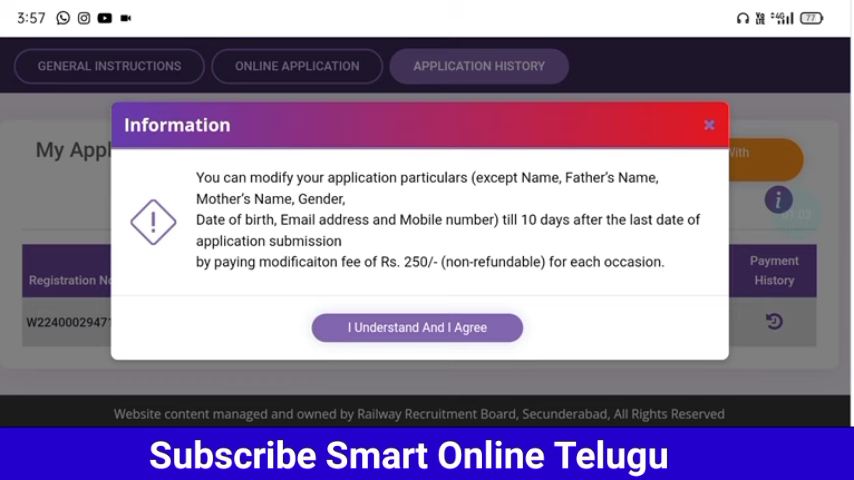 3:57
77
GENERAL INSTRUCTIONS
ONLINE APPLICATION
APPLICATION HISTORY
Information
My Appl
With
You can modify your application particulars (except Name, Father's Name,
Mother's Name, Gender,
Date of birth, Email address and Mobile number) till 10 days after the last date of
application submission
by paying modificaiton fee of Rs. 250/- (non-refundable) for each occasion.
Registration No
Payment
History
W2240002947
I Understand And I Agree
Website content managed and owned by Railway Recruitment Board, Secunderabad, All Rights Reserved
Subscribe Smart Online Telugu